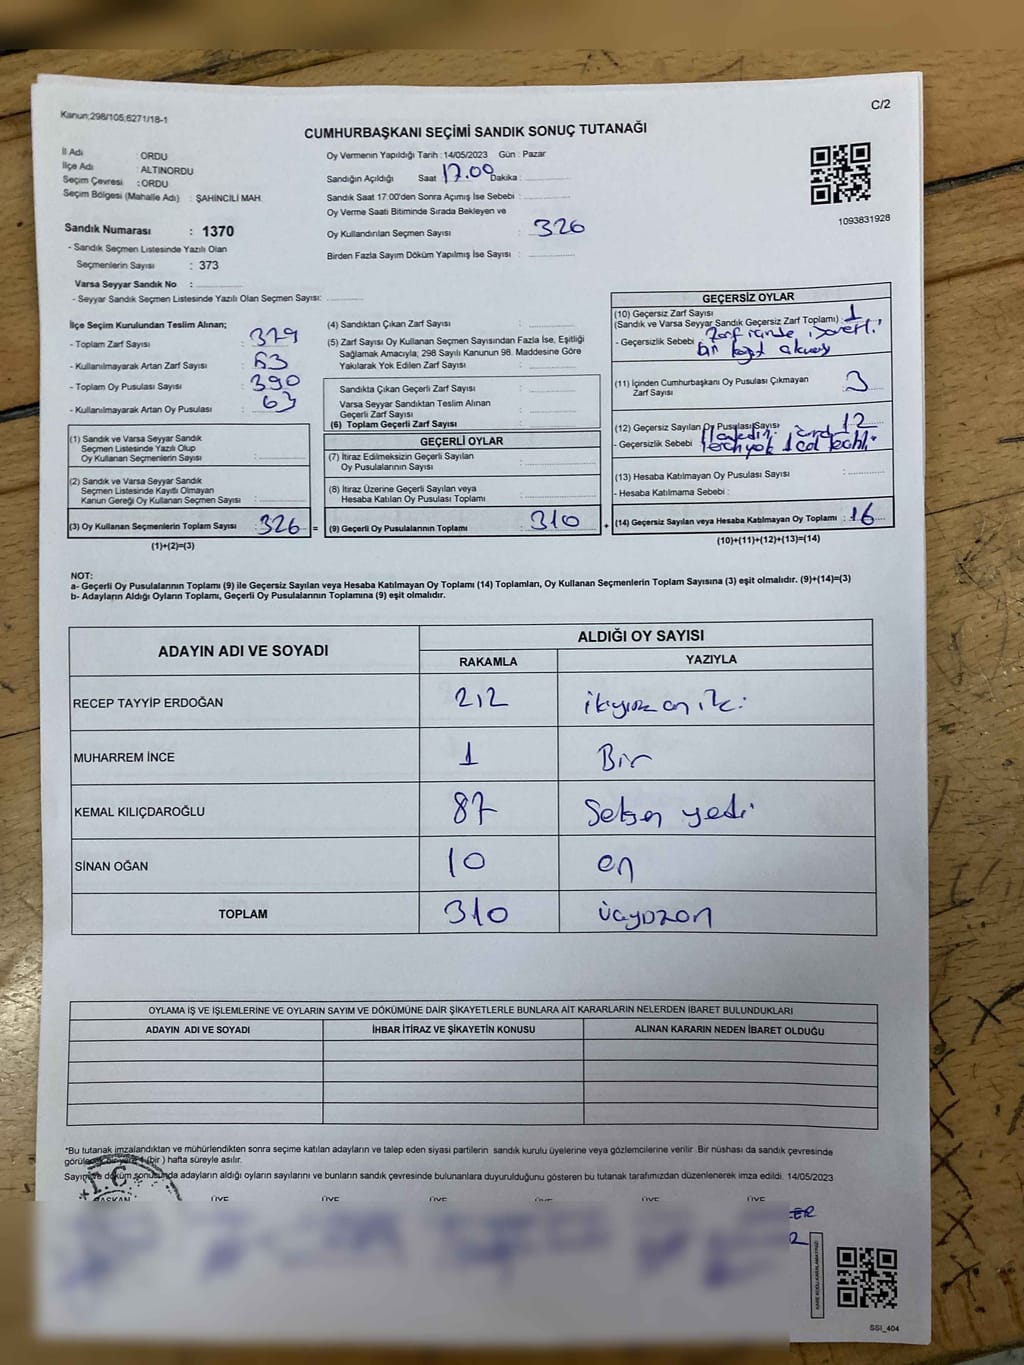 Kanun;298/105;6271/18-1
C/2
CUMHURBAŞKANI SEÇİMİ SANDIK SONUÇ TUTANAĞI
İl Adı : ORDU
İlçe Adı : ALTINORDU
Seçim Çevresi : ORDU
Seçim Bölgesi (Mahalle Adı) : ŞAHİNCİLİ MAH.
Oy Vermenin Yapıldığı Tarih :14/05/2023 Gün : Pazar
Sandığın Açıldığı Saat 17.00 Dakika :
Sandık Saat 17:00'den Sonra Açımış İse Sebebi :
Oy Verme Saati Bitiminde Sırada Bekleyen ve
Oy Kullandırılan Seçmen Sayısı : 326
Birden Fazla Sayım Döküm Yapılmış İse Sayısı :
1093831928
Sandık Numarası : 1370
- Sandık Seçmen Listesinde Yazılı Olan
Seçmenlerin Sayısı : 373
Varsa Seyyar Sandık No :
- Seyyar Sandık Seçmen Listesinde Yazılı Olan Seçmen Sayısı:
İlçe Seçim Kurulundan Teslim Alınan;
- Toplam Zarf Sayısı : 379
- Kullanılmayarak Artan Zarf Sayısı : 53
- Toplam Oy Pusulası Sayısı : 390
- Kullanılmayarak Artan Oy Pusulası : 63
(1) Sandık ve Varsa Seyyar Sandık
Seçmen Listesinde Yazılı Olup
Oy Kullanan Seçmenlerin Sayısı :
(2) Sandık ve Varsa Seyyar Sandık
Seçmen Listesinde Kayıtlı Olmayan
Kanun Gereği Oy Kullanan Seçmen Sayısı :
(3) Oy Kullanan Seçmenlerin Toplam Sayısı : 326 =
(1)+(2)=(3)
(4) Sandıktan Çıkan Zarf Sayısı :
(5) Zarf Sayısı Oy Kullanan Seçmen Sayısından Fazla İse, Eşitliği
Sağlamak Amacıyla; 298 Sayılı Kanunun 98. Maddesine Göre
Yakılarak Yok Edilen Zarf Sayısı :
Sandıkta Çıkan Geçerli Zarf Sayısı :
Varsa Seyyar Sandıktan Teslim Alınan
Geçerli Zarf Sayısı :
(6) Toplam Geçerli Zarf Sayısı :
GEÇERLİ OYLAR
(7) İtiraz Edilmeksizin Geçerli Sayılan
Oy Pusulalarının Sayısı :
(8) İtiraz Üzerine Geçerli Sayılan veya
Hesaba Katılan Oy Pusulası Toplamı :
(9) Geçerli Oy Pusulalarının Toplamı : 310 +
GEÇERSİZ OYLAR
(10) Geçersiz Zarf Sayısı
(Sandık ve Varsa Seyyar Sandık Geçersiz Zarf Toplamı) : 1
- Geçersizlik Sebebi : Zarf içinde
bir
(11) İçinden Cumhurbaşkanı Oy Pusulası Çıkmayan
Zarf Sayısı : 3
(12) Geçersiz Sayılan Oy Pusulası Sayısı : 12
- Geçersizlik Sebebi :
(13) Hesaba Katılmayan Oy Pusulası Sayısı :
- Hesaba Katılmama Sebebi :
(14) Geçersiz Sayılan veya Hesaba Katılmayan Oy Toplamı : 16
(10)+(11)+(12)+(13)=(14)
NOT:
a- Geçerli Oy Pusulalarının Toplamı (9) ile Geçersiz Sayılan veya Hesaba Katılmayan Oy Toplamı (14) Toplamları, Oy Kullanan Seçmenlerin Toplam Sayısına (3) eşit olmalıdır. (9)+(14)=(3)
b- Adayların Aldığı Oyların Toplamı, Geçerli Oy Pusulalarının Toplamına (9) eşit olmalıdır.
ADAYIN ADI VE SOYADI
ALDIĞI OY SAYISI
RAKAMLA YAZIYLA
RECEP TAYYİP ERDOĞAN 212 ikiyüz on iki
MUHARREM İNCE 1 Bir
KEMAL KILIÇDAROĞLU 87 Seksen yedi
SİNAN OĞAN 10 on
TOPLAM 310 üçyüzon
OYLAMA İŞ VE İŞLEMLERİNE VE OYLARIN SAYIM VE DÖKÜMÜNE DAİR ŞİKAYETLERLE BUNLARA AİT KARARLARIN NELERDEN İBARET BULUNDUKLARI
ADAYIN ADI VE SOYADI İHBAR İTİRAZ VE ŞİKAYETİN KONUSU ALINAN KARARIN NEDEN İBARET OLDUĞU
*Bu tutanak imzalandıktan ve mühürlendikten sonra seçime katılan adayların ve talep eden siyasi partilerin sandık kurulu üyelerine veya gözlemcilerine verilir. Bir nüshası da sandık çevresinde
görülecek bir yere 1 (bir ) hafta süreyle asılır.
Sayım ve döküm sonucunda adayların aldığı oyların sayılarını ve bunların sandık çevresinde bulunanlara duyurulduğunu gösteren bu tutanak tarafımızdan düzenlenerek imza edildi. 14/05/2023
BAŞKAN ÜYE ÜYE ÜYE ÜYE ÜYE ÜYE
SSI_404